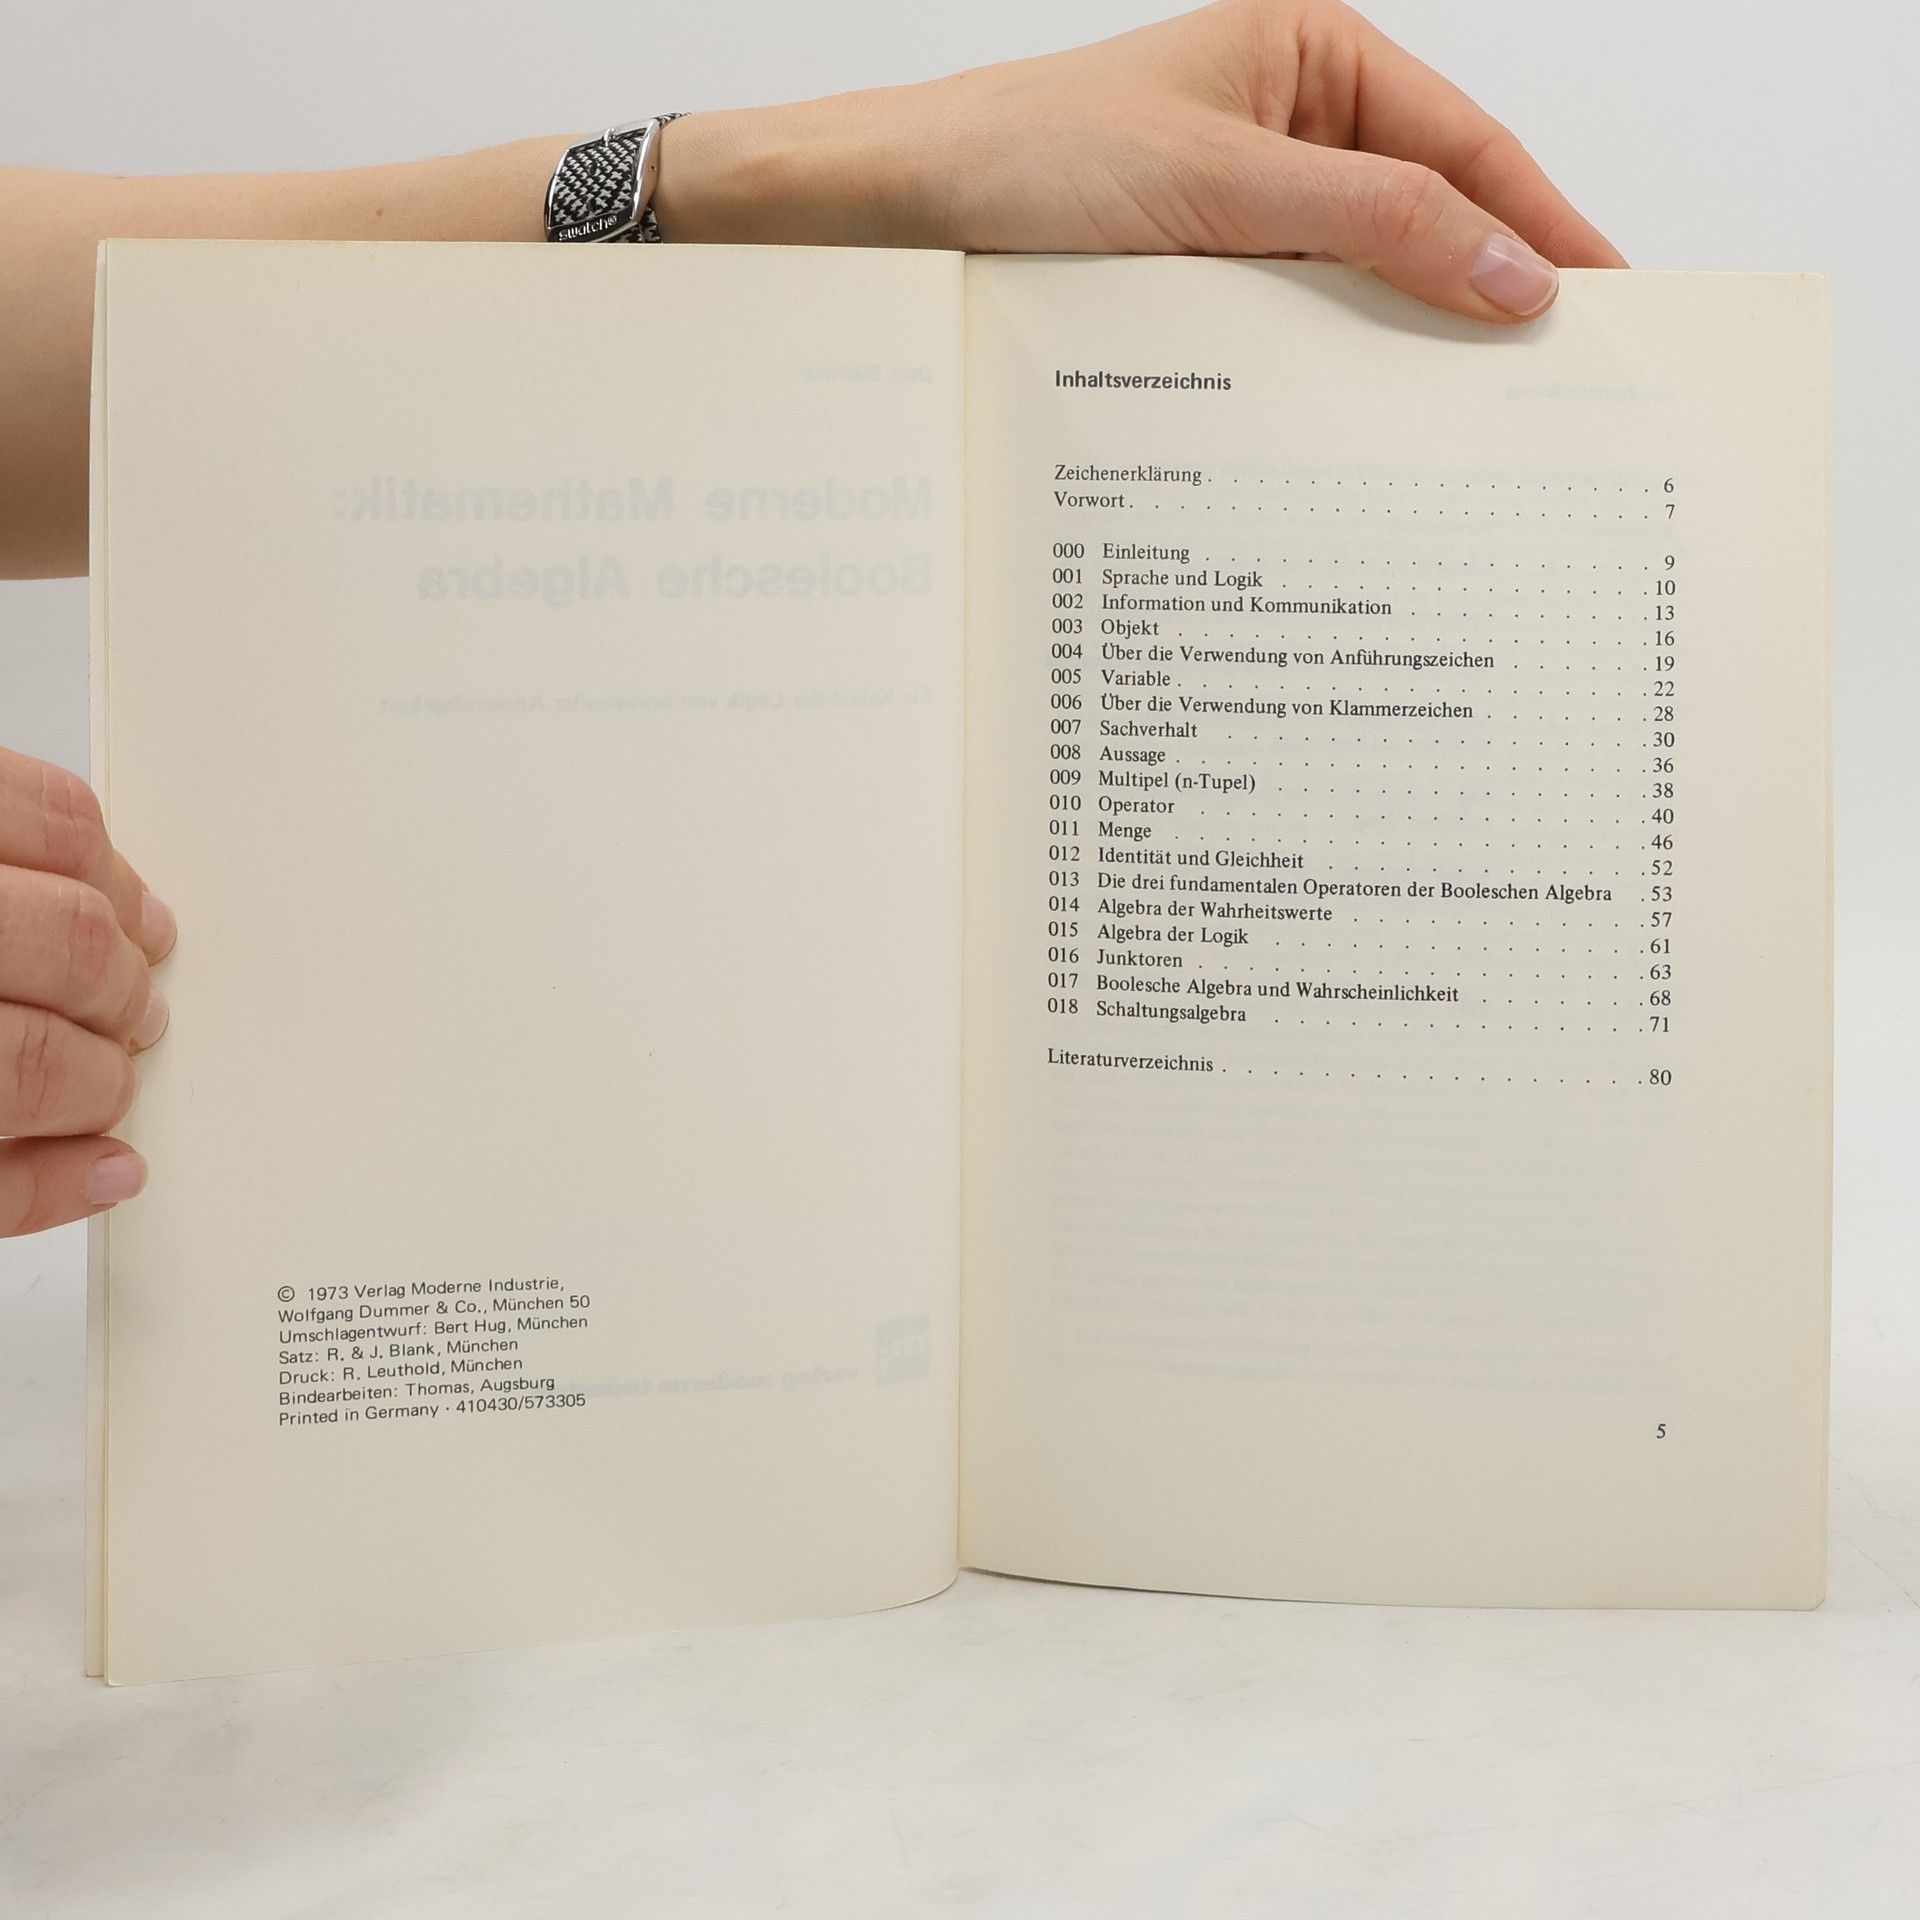 swatch®
Moderne Mathematik:
Boolesche Algebra
© 1973 Verlag Moderne Industrie,
Wolfgang Dummer & Co., München 50
Umschlagentwurf: Bert Hug, München
Satz: R. & J. Blank, München
Druck: R. Leuthold, München
Bindearbeiten: Thomas, Augsburg
Printed in Germany · 410430/573305
Inhaltsverzeichnis
Zeichenerklärung . . . . . . . . . . . . . . . . . . 6
Vorwort . . . . . . . . . . . . . . . . . . . . . 7
000 Einleitung . . . . . . . . . . . . . . . . . . 9
001 Sprache und Logik . . . . . . . . . . . . . . . 10
002 Information und Kommunikation . . . . . . . . . . 13
003 Objekt . . . . . . . . . . . . . . . . . . . 16
004 Über die Verwendung von Anführungszeichen . . . . . . 19
005 Variable . . . . . . . . . . . . . . . . . . . 22
006 Über die Verwendung von Klammerzeichen . . . . . . . 28
007 Sachverhalt . . . . . . . . . . . . . . . . . 30
008 Aussage . . . . . . . . . . . . . . . . . . . 36
009 Multipel (n-Tupel) . . . . . . . . . . . . . . . 38
010 Operator . . . . . . . . . . . . . . . . . . 40
011 Menge . . . . . . . . . . . . . . . . . . . 46
012 Identität und Gleichheit . . . . . . . . . . . . . 52
013 Die drei fundamentalen Operatoren der Booleschen Algebra . 53
014 Algebra der Wahrheitswerte . . . . . . . . . . . . 57
015 Algebra der Logik . . . . . . . . . . . . . . . 61
016 Junktoren . . . . . . . . . . . . . . . . . . 63
017 Boolesche Algebra und Wahrscheinlichkeit . . . . . . . 68
018 Schaltungsalgebra . . . . . . . . . . . . . . . 71
Literaturverzeichnis . . . . . . . . . . . . . . . . . 80
5